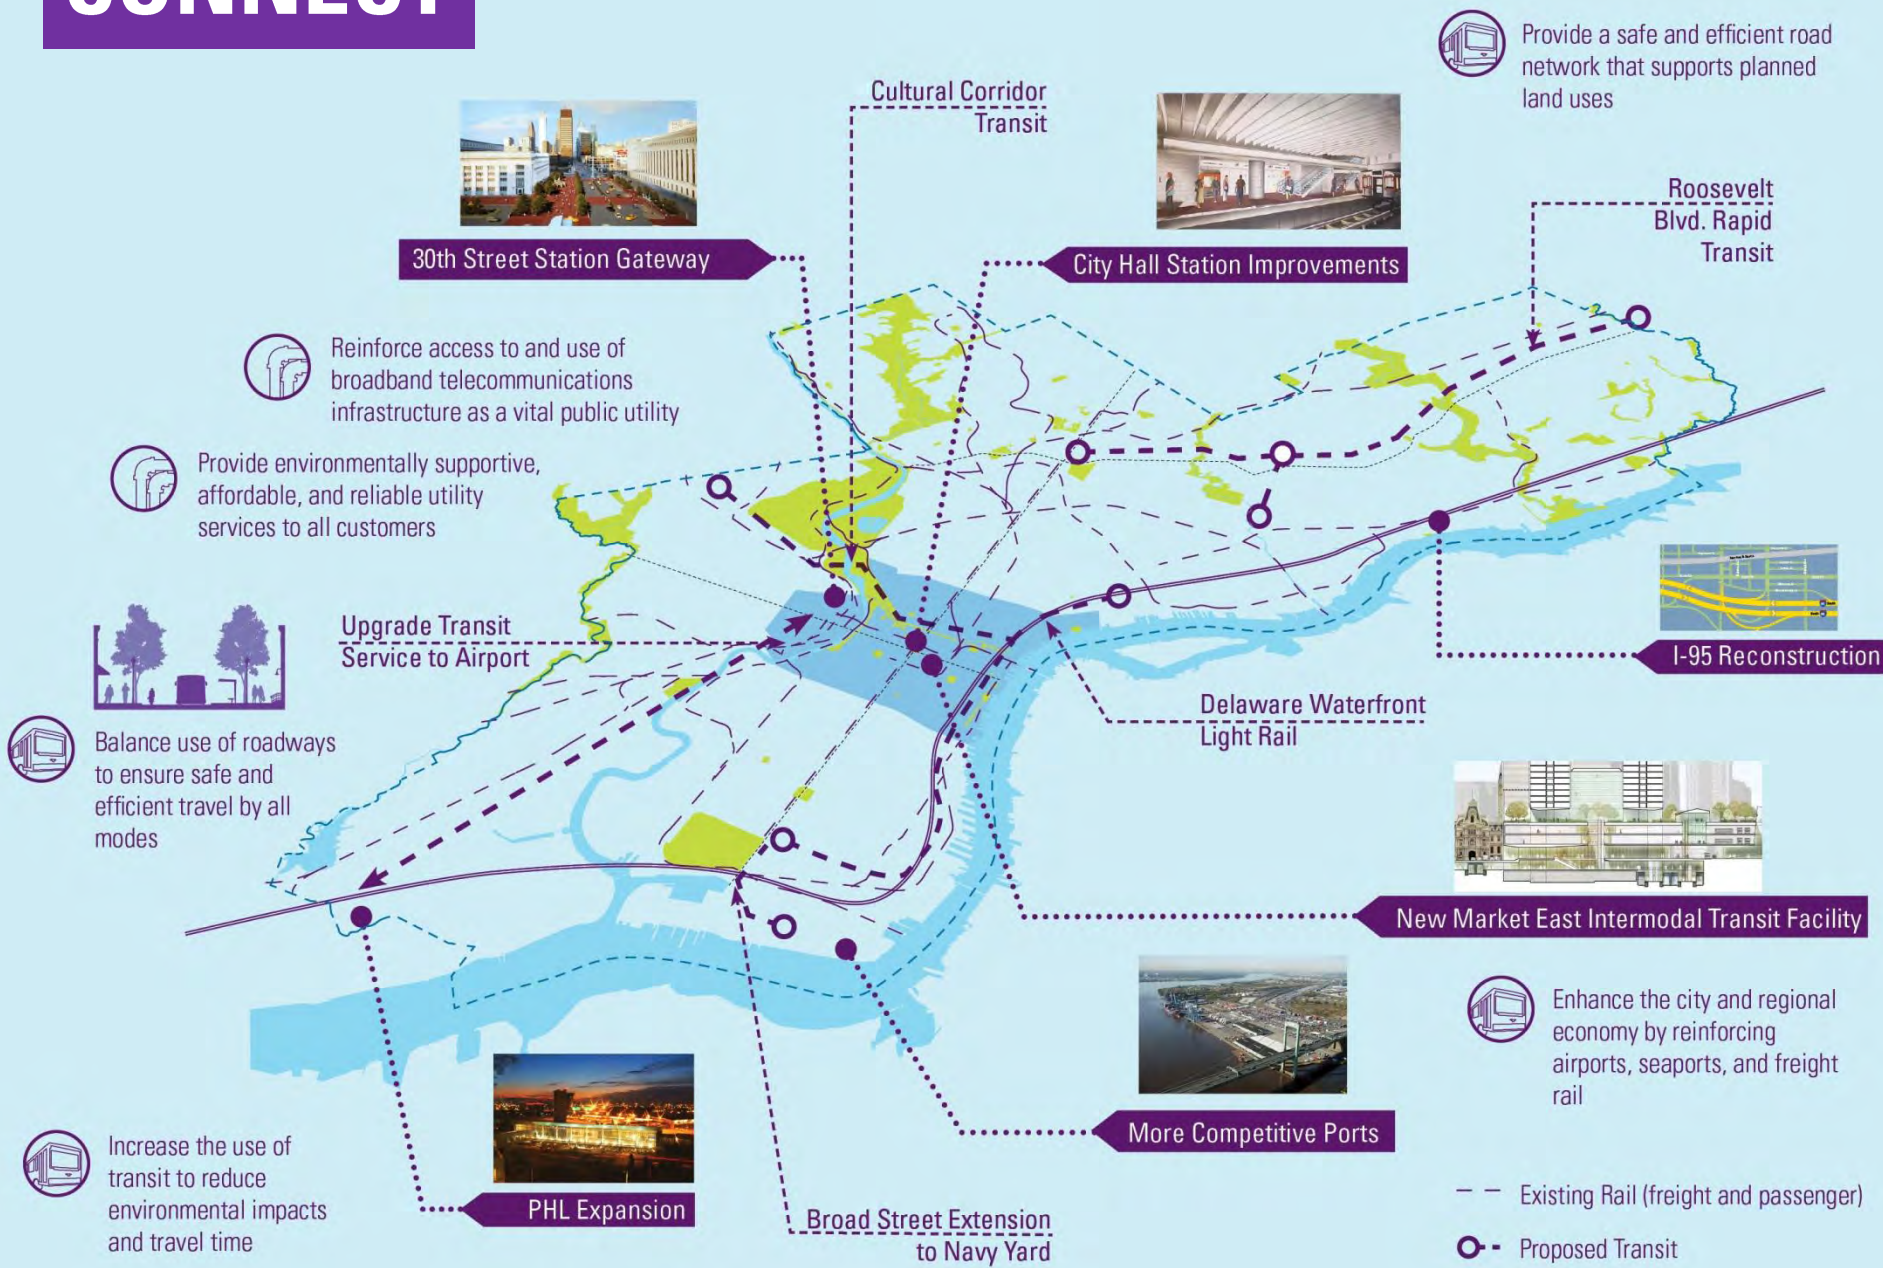 CONNECT
Provide a safe and efficient road
network that supports planned
land uses
Cultural Corridor
Transit
Roosevelt
Blvd. Rapid
Transit
30th Street Station Gateway
City Hall Station Improvements
Reinforce access to and use of
broadband telecommunications
infrastructure as a vital public utility
Provide environmentally supportive,
affordable, and reliable utility
services to all customers
Upgrade Transit
Service to Airport
I-95 Reconstruction
Delaware Waterfront
Light Rail
Balance use of roadways
to ensure safe and
efficient travel by all
modes
New Market East Intermodal Transit Facility
Enhance the city and regional
economy by reinforcing
airports, seaports, and freight
rail
More Competitive Ports
Increase the use of
transit to reduce
environmental impacts
and travel time
PHL Expansion
Broad Street Extension
to Navy Yard
Existing Rail (freight and passenger)
Proposed Transit